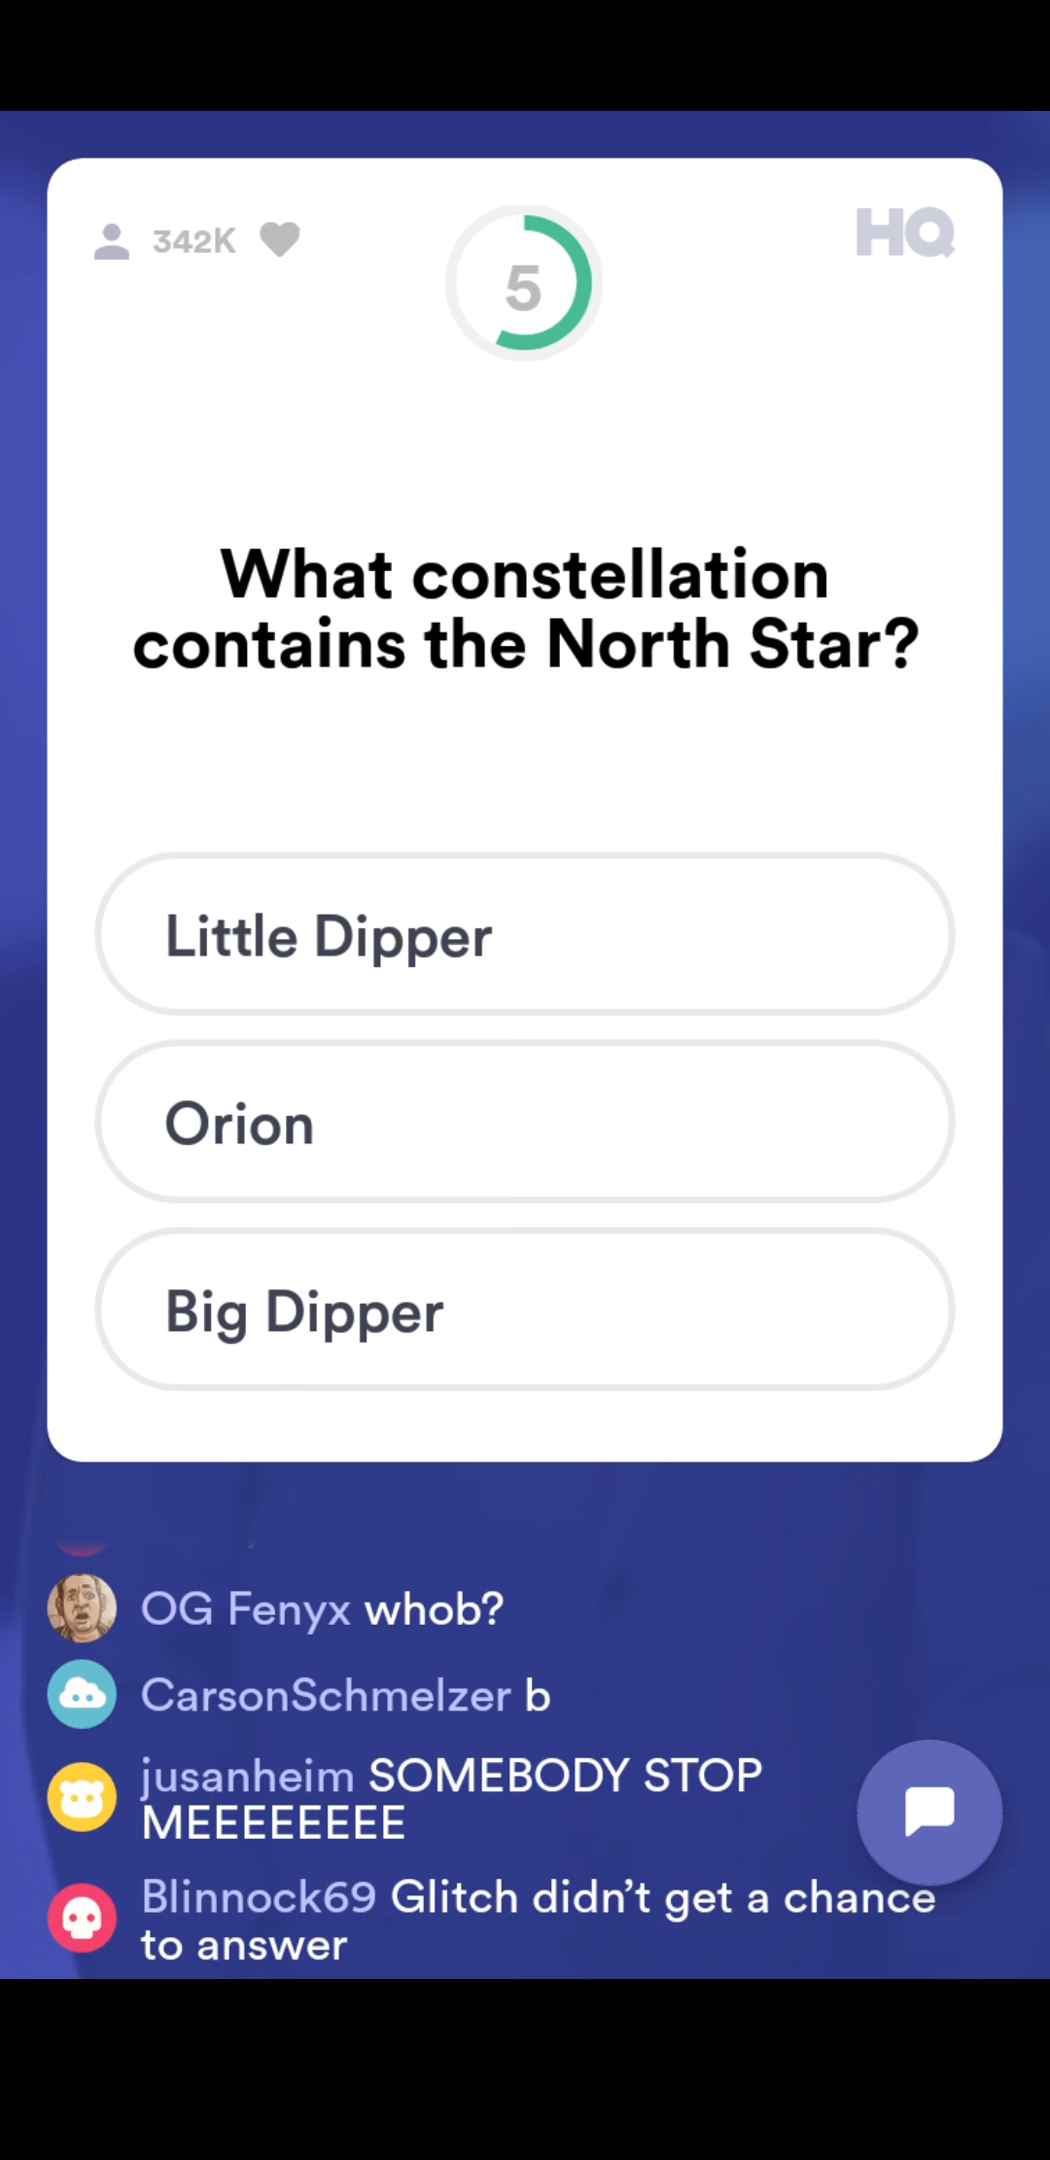 342K
5
HQ
What constellation
contains the North Star?
Little Dipper
Orion
Big Dipper
OG Fenyx whob?
CarsonSchmelzer b
jusanheim SOMEBODY STOP
MEEEEEEEE
Blinnock69 Glitch didn’t get a chance
to answer